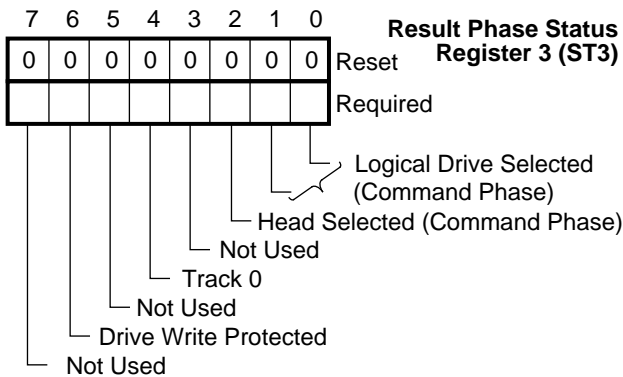 7 6 5 4 3 2 1 0
Result Phase Status
Register 3 (ST3)
0 0 0 0 0 0 0 0 Reset
Required
Logical Drive Selected
(Command Phase)
Head Selected (Command Phase)
Not Used
Track 0
Not Used
Drive Write Protected
Not Used